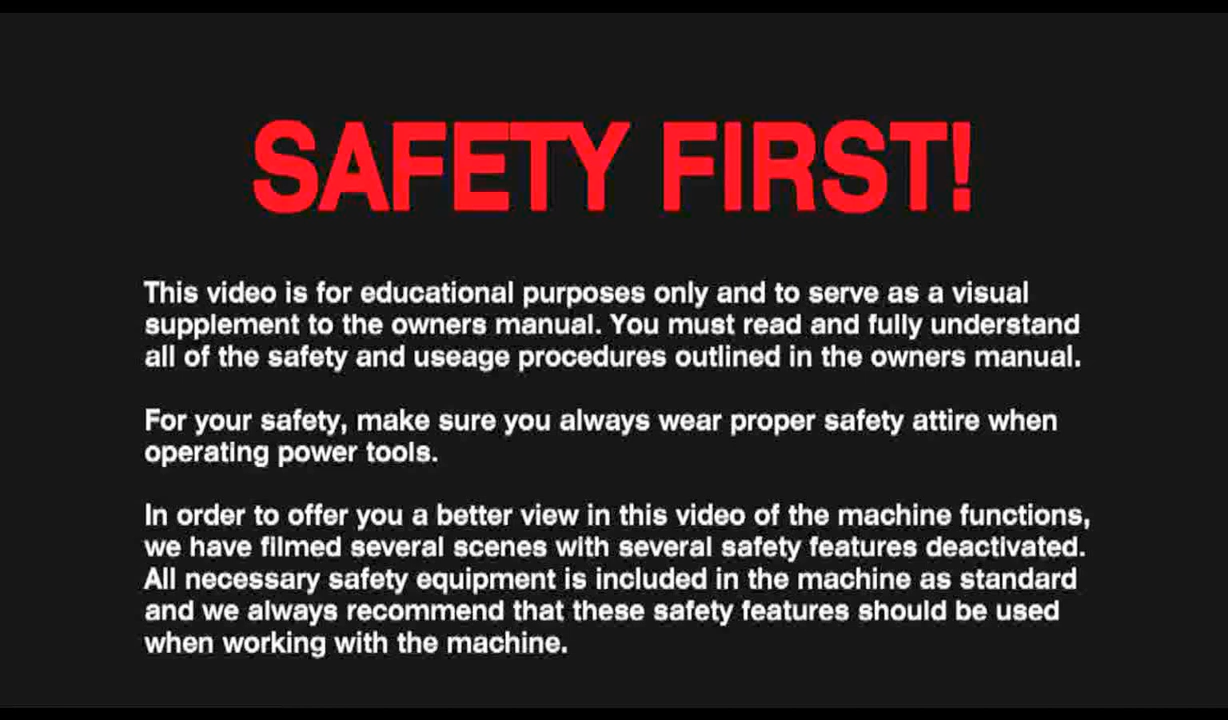 SAFETY FIRST!
This video is for educational purposes only and to serve as a visual
supplement to the owners manual. You must read and fully understand
all of the safety and useage procedures outlined in the owners manual.
For your safety, make sure you always wear proper safety attire when
operating power tools.
In order to offer you a better view in this video of the machine functions,
we have filmed several scenes with several safety features deactivated.
All necessary safety equipment is included in the machine as standard
and we always recommend that these safety features should be used
when working with the machine.